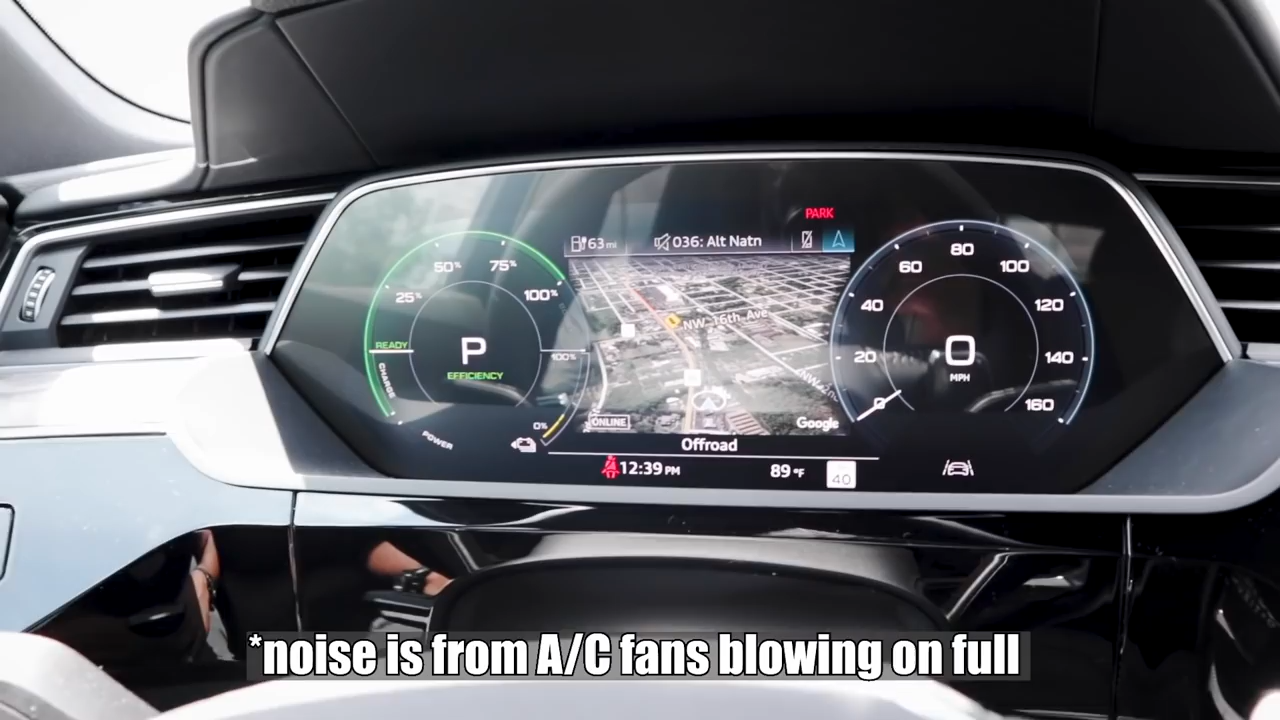 PARK
63 mi
036: Alt Natn
50%
75%
25%
100%
READY
CHARGE
P
EFFICIENCY
100%
0%
POWER
NW 16th Ave
ONLINE
Google
Offroad
12:39 PM
89 °F
40
80
60
100
40
120
20
140
0
160
0
MPH
*noise is from A/C fans blowing on full